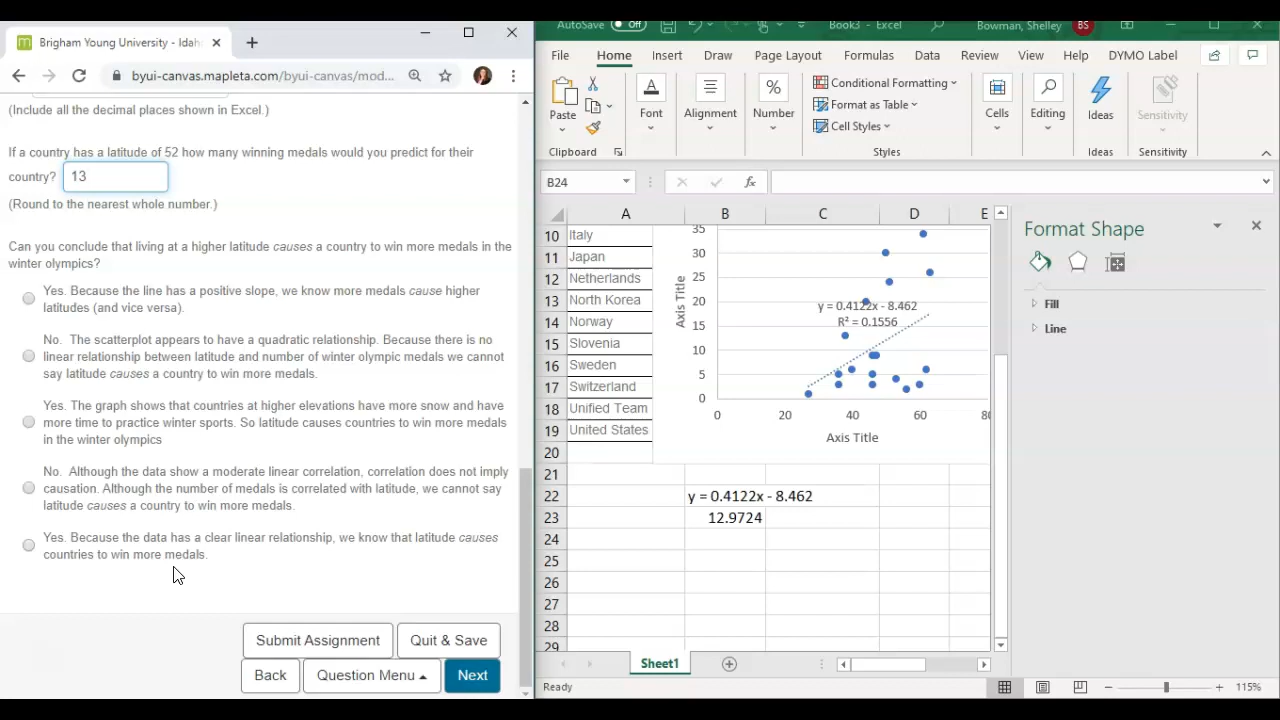 Brigham Young University - Idaho
byui-canvas.mapleta.com/byui-canvas/mod...
(Include all the decimal places shown in Excel.)
If a country has a latitude of 52 how many winning medals would you predict for their
country? 13
(Round to the nearest whole number.)
Can you conclude that living at a higher latitude causes a country to win more medals in the
winter olympics?
Yes. Because the line has a positive slope, we know more medals cause higher
latitudes (and vice versa).
No. The scatterplot appears to have a quadratic relationship. Because there is no
linear relationship between latitude and number of winter olympic medals we cannot
say latitude causes a country to win more medals.
Yes. The graph shows that countries at higher elevations have more snow and have
more time to practice winter sports. So latitude causes countries to win more medals
in the winter olympics
No. Although the data show a moderate linear correlation, correlation does not imply
causation. Although the number of medals is correlated with latitude, we cannot say
latitude causes a country to win more medals.
Yes. Because the data has a clear linear relationship, we know that latitude causes
countries to win more medals.
Submit Assignment Quit & Save
Back Question Menu Next
AutoSave Off Book3 - Excel Bowman, Shelley BS
File Home Insert Draw Page Layout Formulas Data Review View Help DYMO Label
Paste Font Alignment Number Conditional Formatting Cells Editing Ideas Sensitivity
Format as Table
Cell Styles
Clipboard Styles Ideas Sensitivity
B24 fx
A B C D E
10 Italy
11 Japan
12 Netherlands
13 North Korea
14 Norway
15 Slovenia
16 Sweden
17 Switzerland
18 Unified Team
19 United States
20
21
22 y = 0.4122x - 8.462
23 12.9724
24
25
26
27
28
29
35
30
25
20
15
10
5
0
Axis Title
y = 0.4122x - 8.462
R² = 0.1556
0 20 40 60 80
Axis Title
Format Shape
Fill
Line
Sheet1
Ready 115%